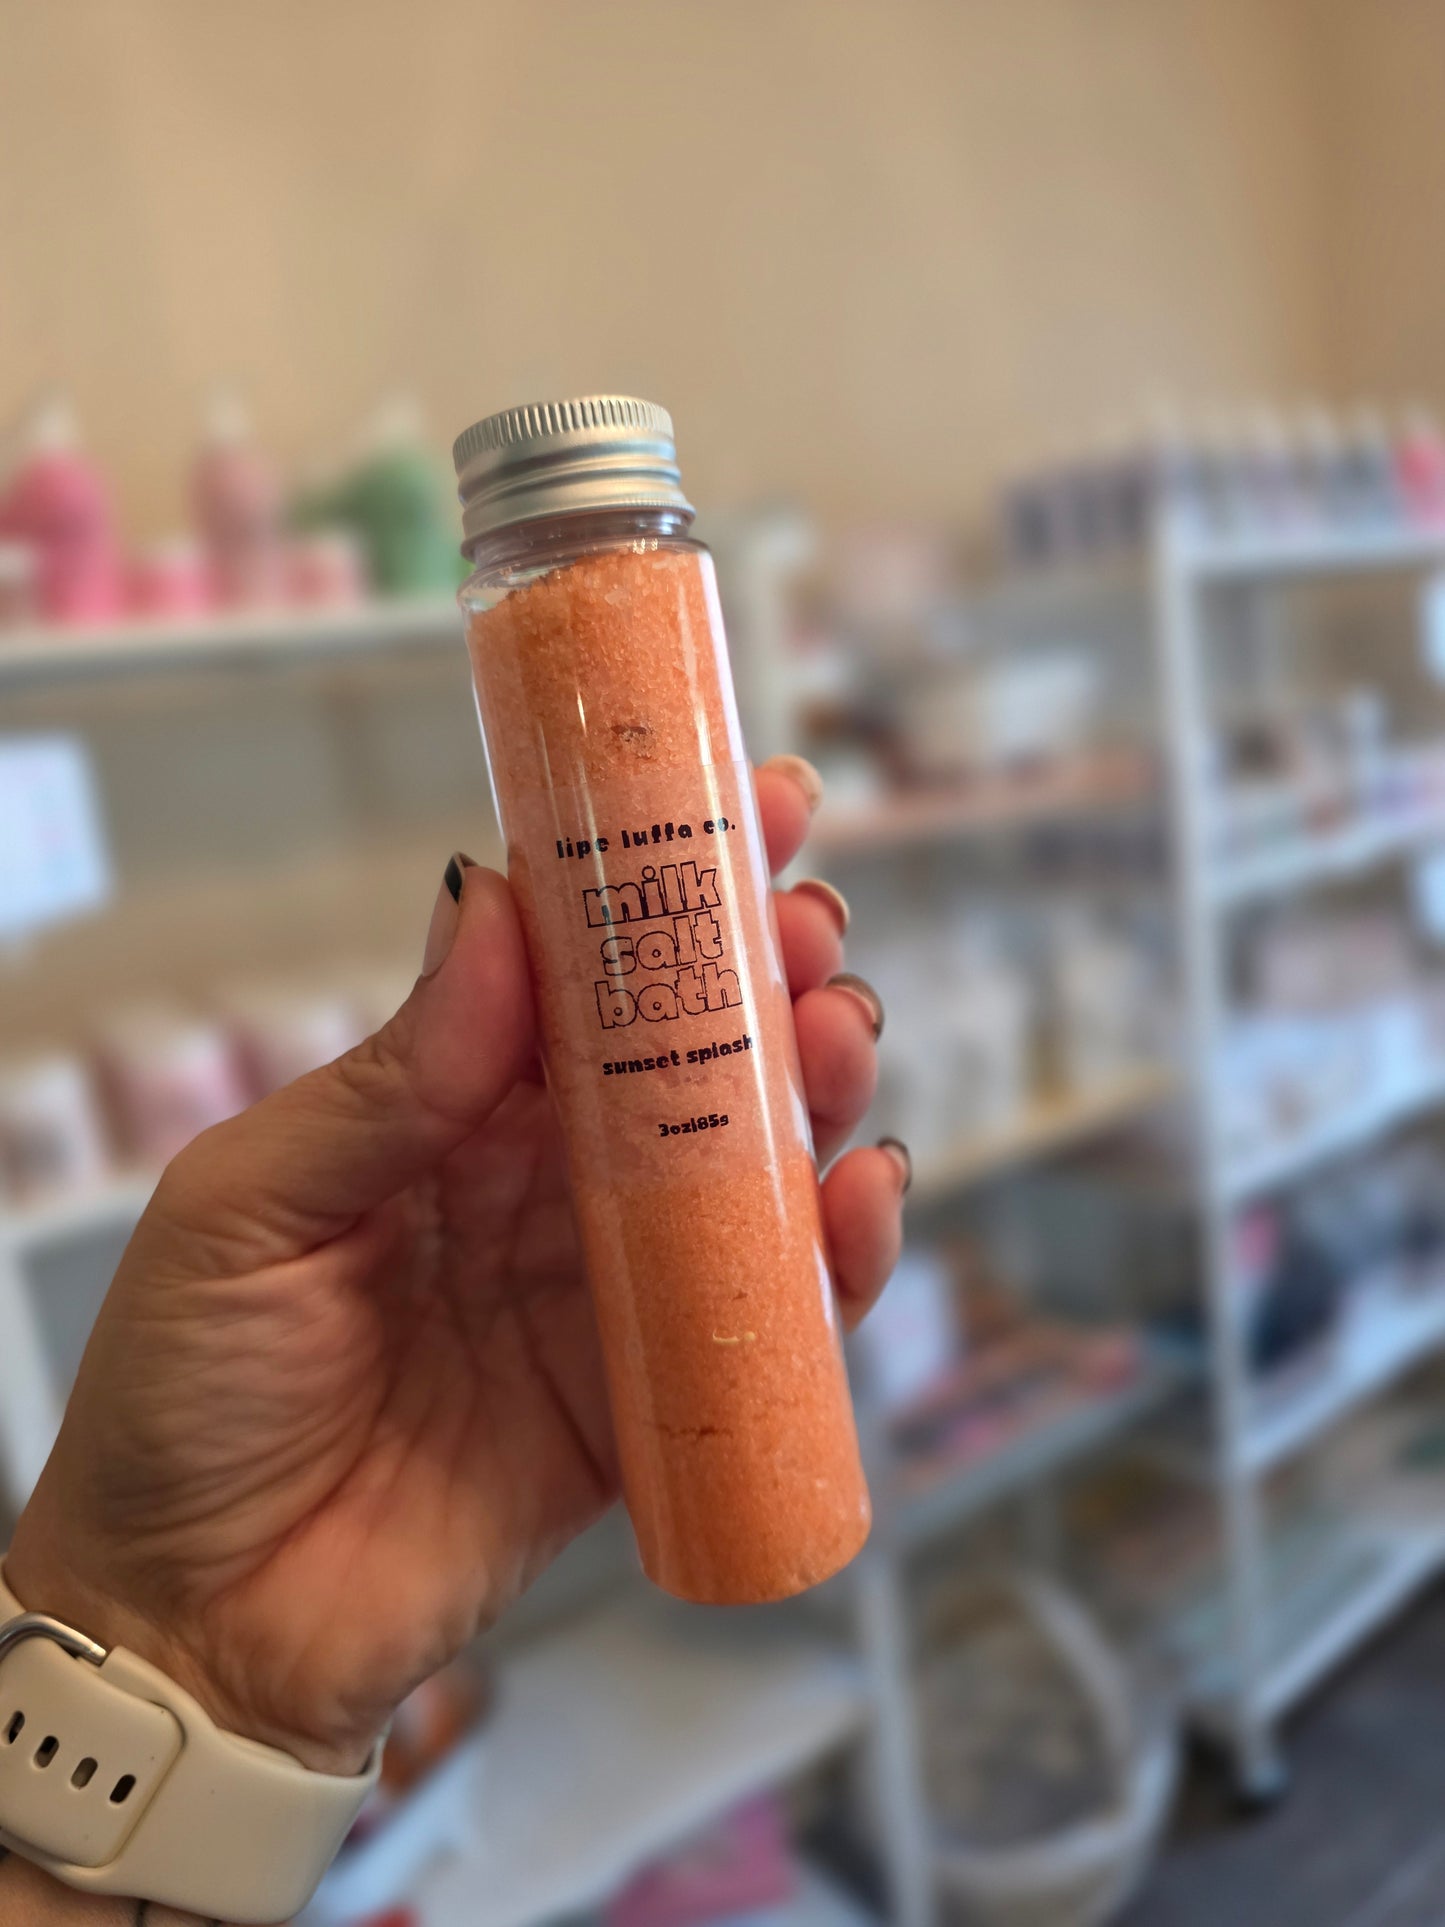 lipe luffa co.
milk
salt
bath
sunset splash
3oz|85g